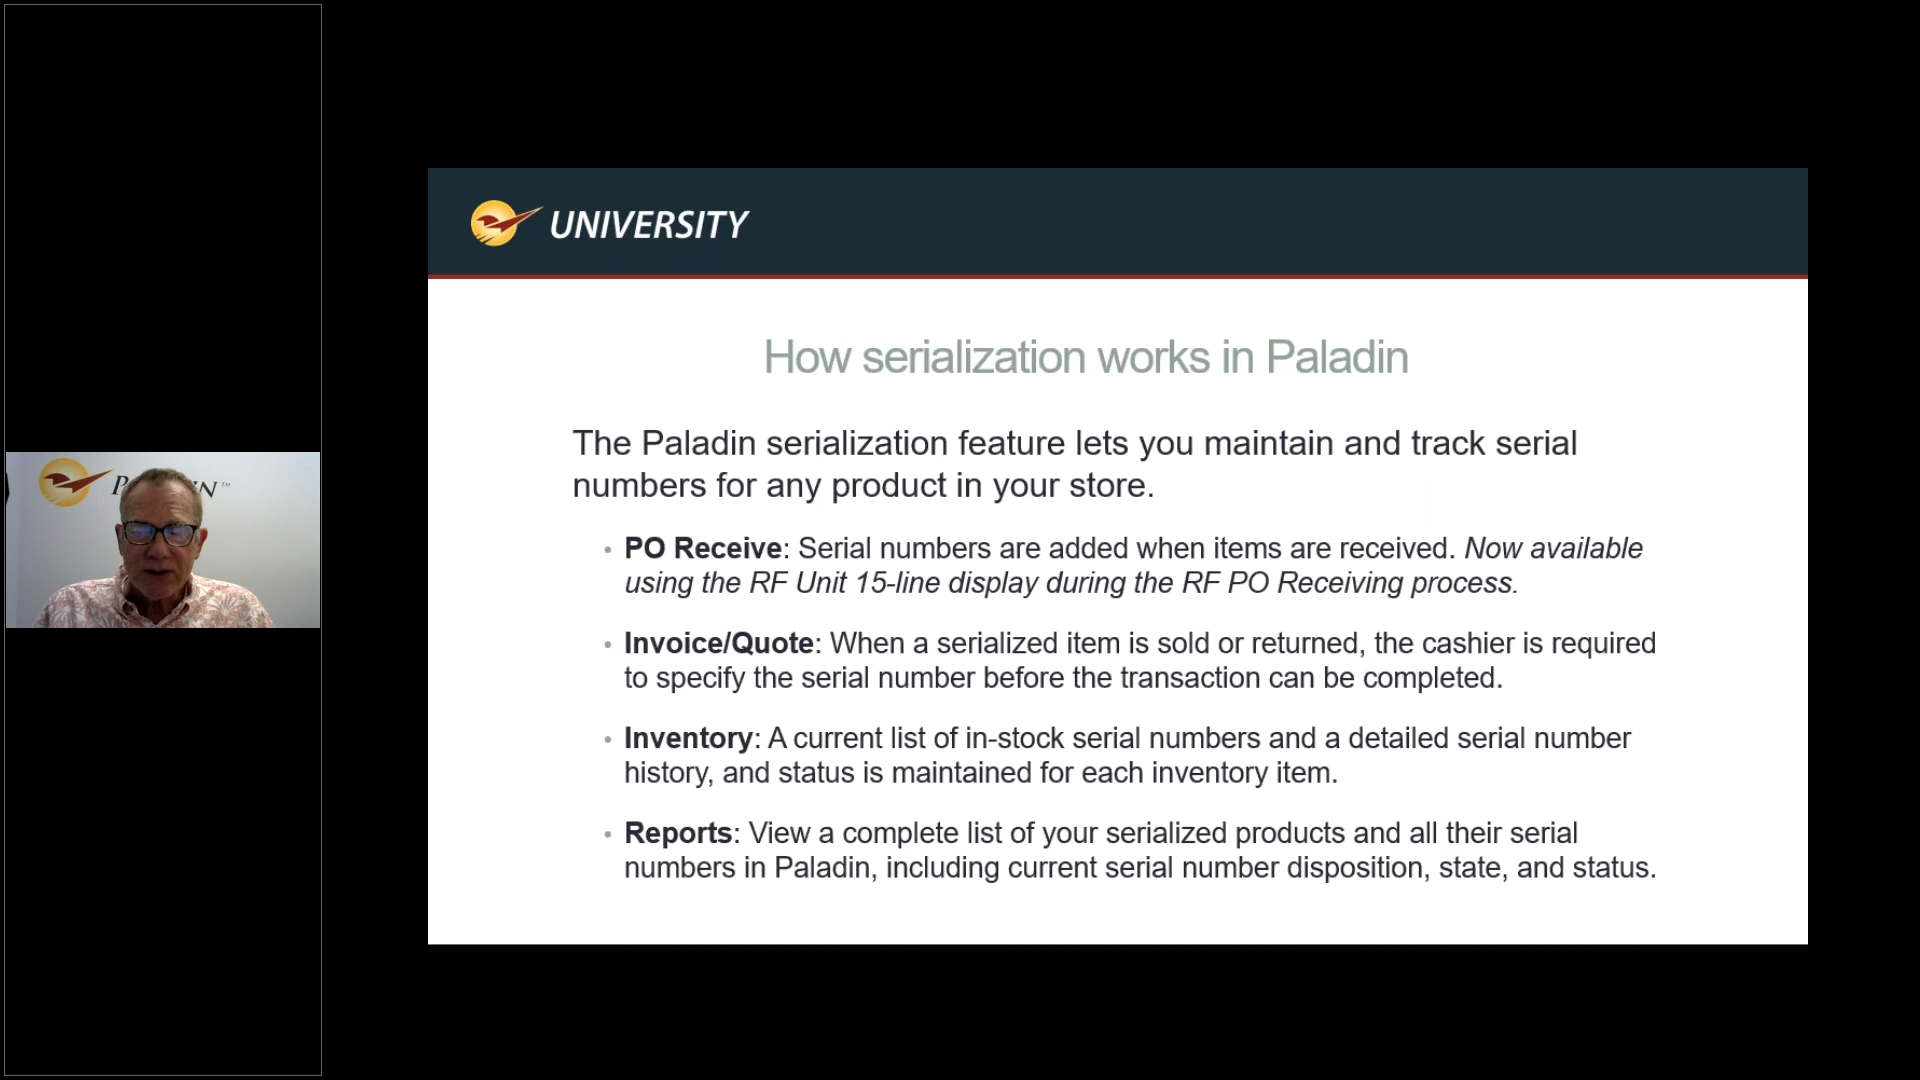 UNIVERSITY
How serialization works in Paladin
The Paladin serialization feature lets you maintain and track serial
numbers for any product in your store.
• PO Receive: Serial numbers are added when items are received. Now available
using the RF Unit 15-line display during the RF PO Receiving process.
• Invoice/Quote: When a serialized item is sold or returned, the cashier is required
to specify the serial number before the transaction can be completed.
• Inventory: A current list of in-stock serial numbers and a detailed serial number
history, and status is maintained for each inventory item.
• Reports: View a complete list of your serialized products and all their serial
numbers in Paladin, including current serial number disposition, state, and status.